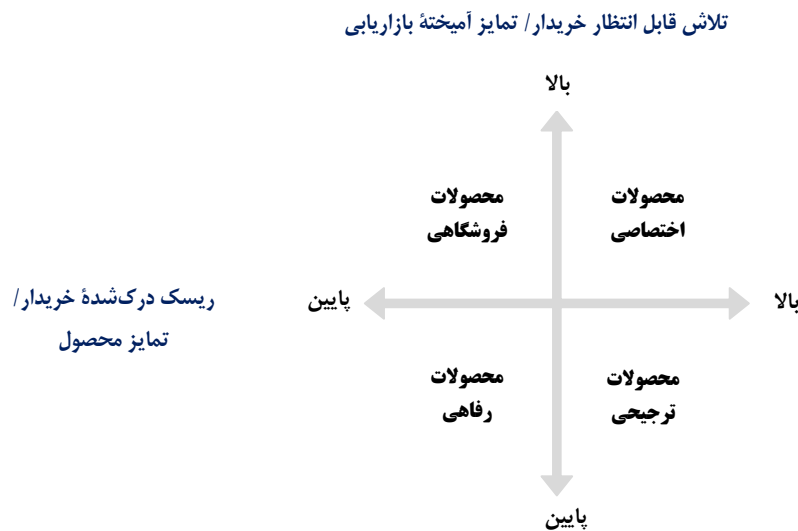 تلاش قابل انتظار خریدار/ تمایز آمیختهٔ بازاریابی
بالا
محصولات
اختصاصی
محصولات
فروشگاهی
بالا
پایین
ریسک درک‌شدهٔ خریدار/
تمایز محصول
محصولات
ترجیحی
محصولات
رفاهی
پایین